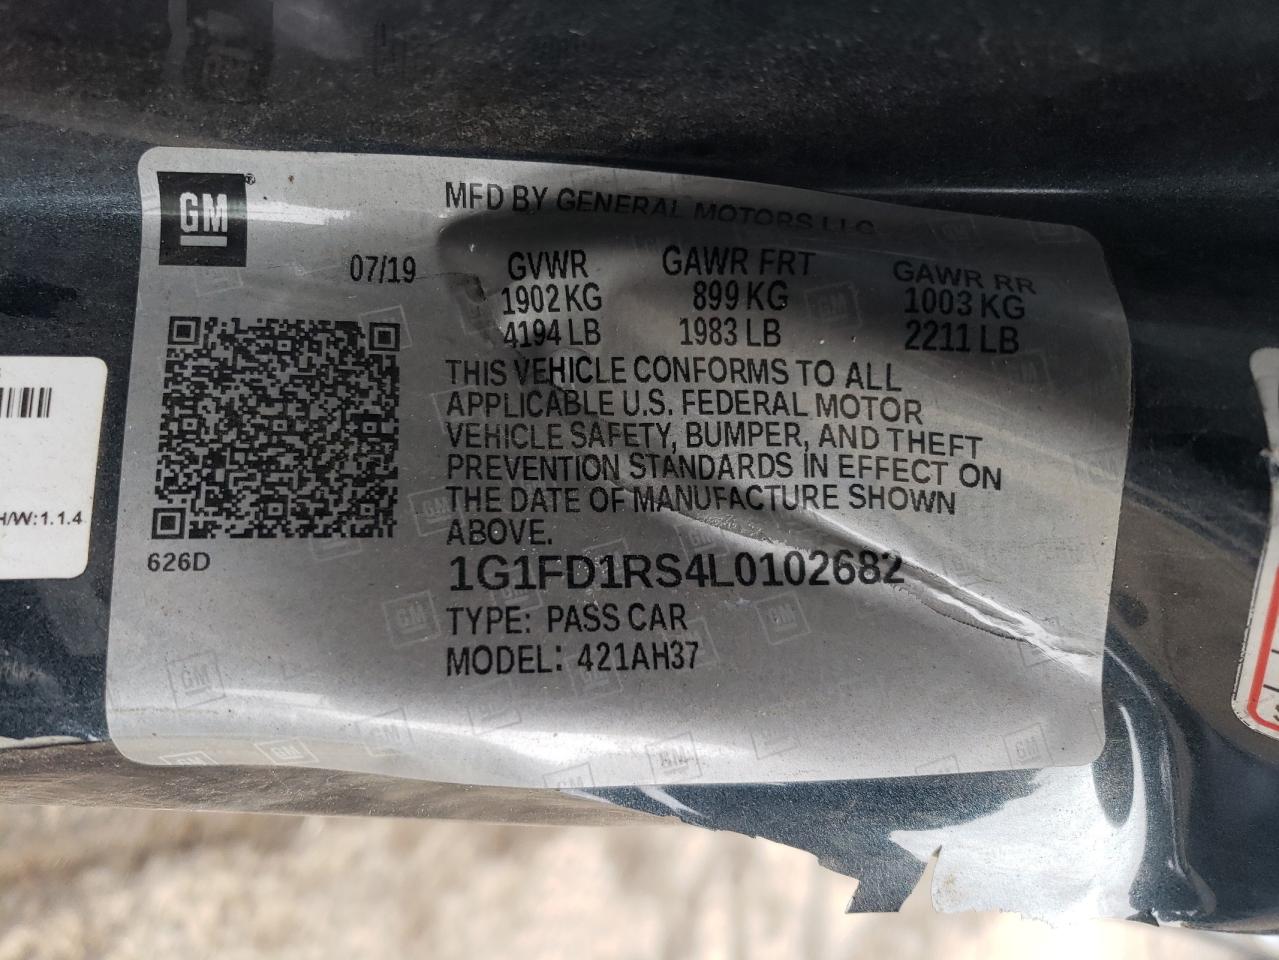 GM
MFD BY GENERAL MOTORS LLC
07/19
GVWR GAWR FRT GAWR RR
1902 KG 899 KG 1003 KG
4194 LB 1983 LB 2211 LB
THIS VEHICLE CONFORMS TO ALL
APPLICABLE U.S. FEDERAL MOTOR
VEHICLE SAFETY, BUMPER, AND THEFT
PREVENTION STANDARDS IN EFFECT ON
THE DATE OF MANUFACTURE SHOWN
ABOVE.
626D
1G1FD1RS4L0102682
TYPE: PASS CAR
MODEL: 421AH37
H/W:1.1.4